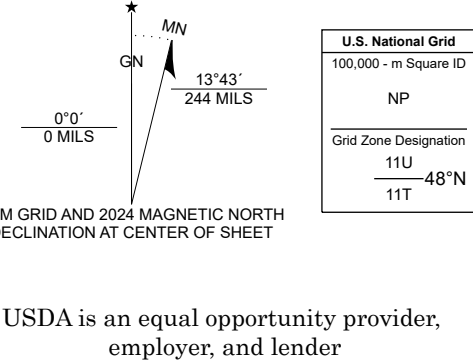 MN
GN
13°43´
244 MILS
0°0´
0 MILS
M GRID AND 2024 MAGNETIC NORTH
ECLINATION AT CENTER OF SHEET
U.S. National Grid
100,000 - m Square ID
NP
Grid Zone Designation
11U
48°N
11T
USDA is an equal opportunity provider,
employer, and lender